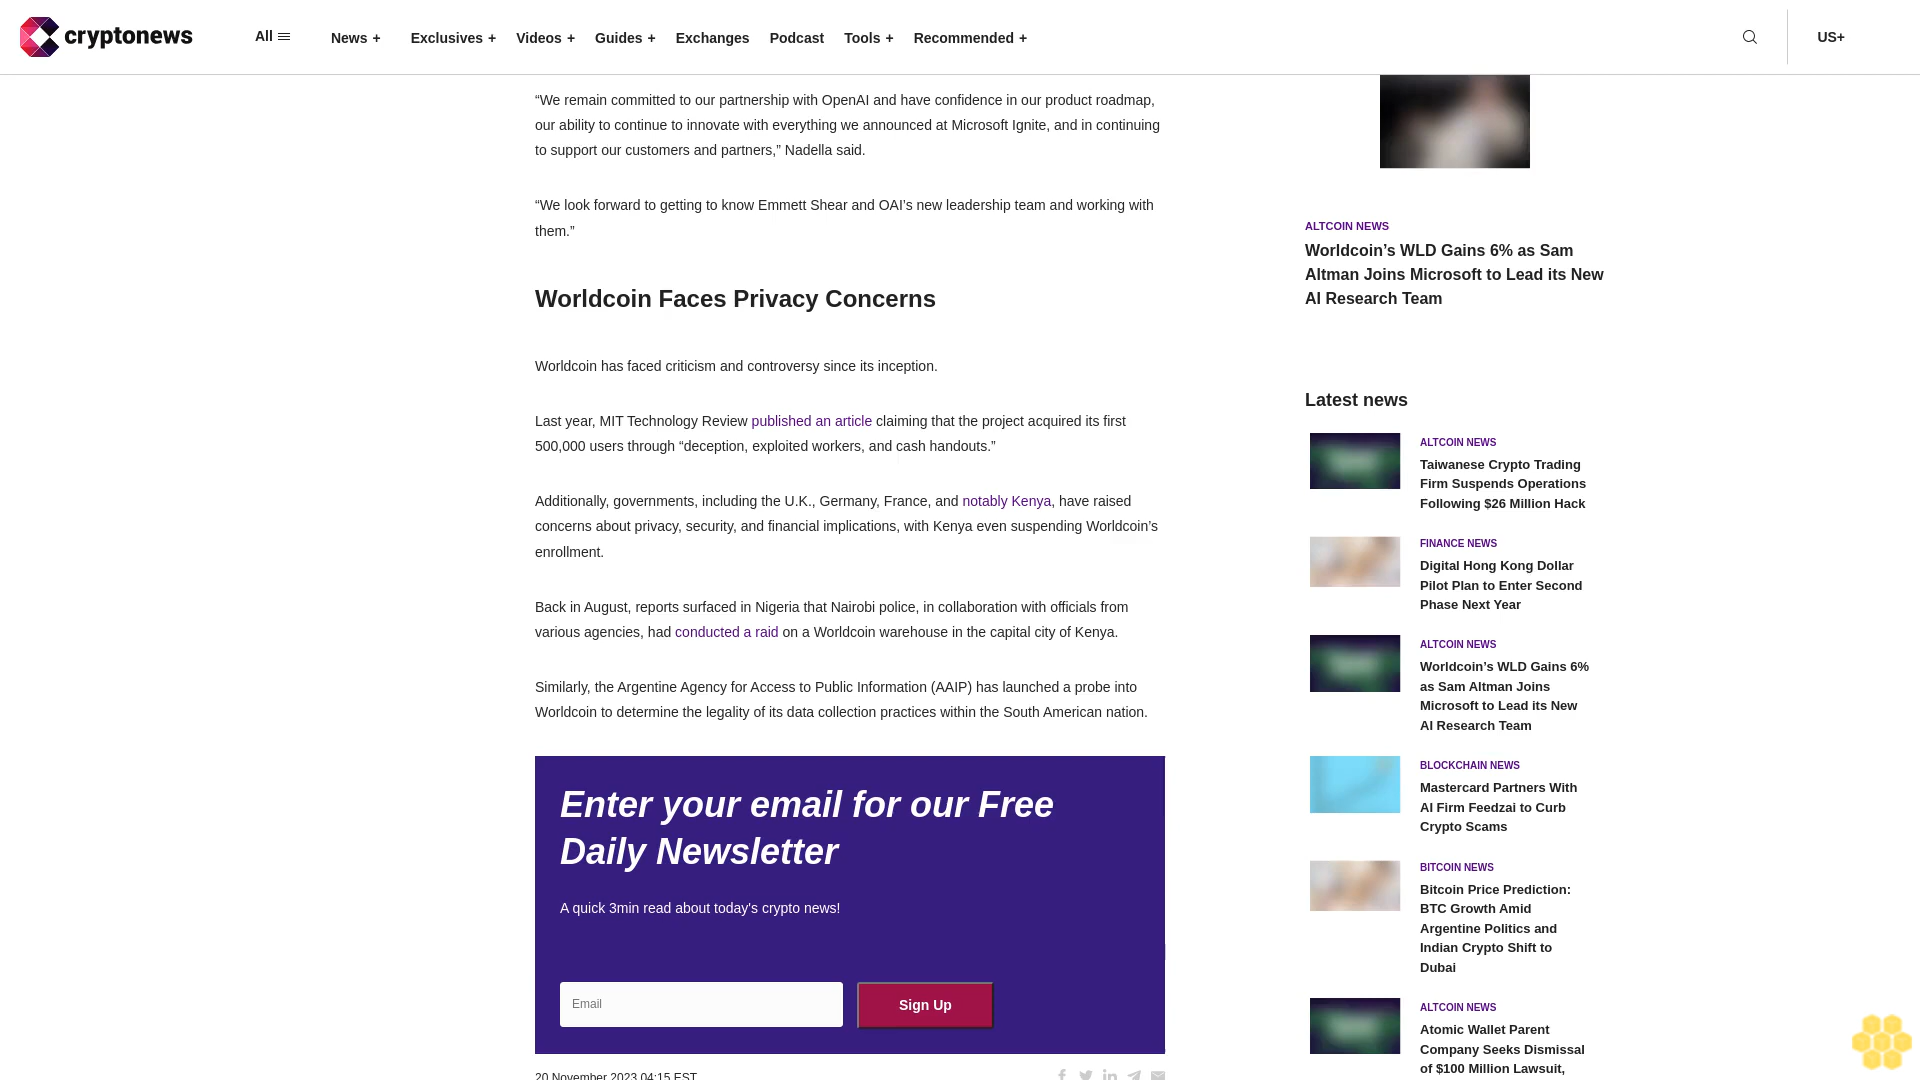 cryptonews
All
News +
Exclusives +
Videos +
Guides +
Exchanges
Podcast
Tools +
Recommended +
US+
“We remain committed to our partnership with OpenAI and have confidence in our product roadmap,
our ability to continue to innovate with everything we announced at Microsoft Ignite, and in continuing
to support our customers and partners,” Nadella said.
“We look forward to getting to know Emmett Shear and OAI’s new leadership team and working with
them.”
Worldcoin Faces Privacy Concerns
Worldcoin has faced criticism and controversy since its inception.
Last year, MIT Technology Review published an article claiming that the project acquired its first
500,000 users through “deception, exploited workers, and cash handouts.”
Additionally, governments, including the U.K., Germany, France, and notably Kenya, have raised
concerns about privacy, security, and financial implications, with Kenya even suspending Worldcoin’s
enrollment.
Back in August, reports surfaced in Nigeria that Nairobi police, in collaboration with officials from
various agencies, had conducted a raid on a Worldcoin warehouse in the capital city of Kenya.
Similarly, the Argentine Agency for Access to Public Information (AAIP) has launched a probe into
Worldcoin to determine the legality of its data collection practices within the South American nation.
Enter your email for our Free
Daily Newsletter
A quick 3min read about today's crypto news!
Email
Sign Up
20 November 2023 04:15 EST
ALTCOIN NEWS
Worldcoin’s WLD Gains 6% as Sam
Altman Joins Microsoft to Lead its New
AI Research Team
Latest news
ALTCOIN NEWS
Taiwanese Crypto Trading
Firm Suspends Operations
Following $26 Million Hack
FINANCE NEWS
Digital Hong Kong Dollar
Pilot Plan to Enter Second
Phase Next Year
ALTCOIN NEWS
Worldcoin’s WLD Gains 6%
as Sam Altman Joins
Microsoft to Lead its New
AI Research Team
BLOCKCHAIN NEWS
Mastercard Partners With
AI Firm Feedzai to Curb
Crypto Scams
BITCOIN NEWS
Bitcoin Price Prediction:
BTC Growth Amid
Argentine Politics and
Indian Crypto Shift to
Dubai
ALTCOIN NEWS
Atomic Wallet Parent
Company Seeks Dismissal
of $100 Million Lawsuit,